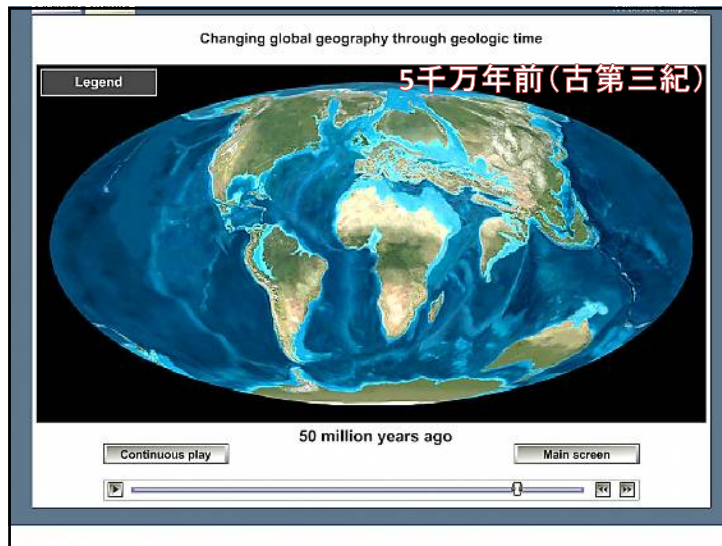 Changing global geography through geologic time
Legend
5千万年前(古第三紀)
50 million years ago
Continuous play
Main screen